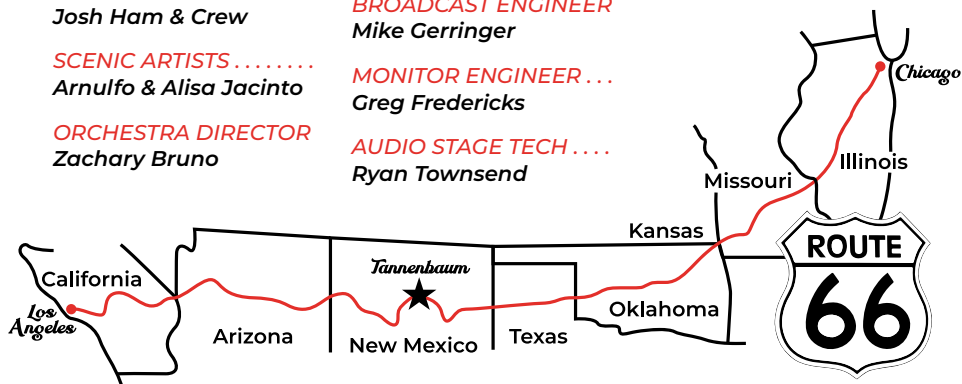 Josh Ham & Crew
SCENIC ARTISTS . . . . . . . .
Arnulfo & Alisa Jacinto
ORCHESTRA DIRECTOR
Zachary Bruno
BROADCAST ENGINEER
Mike Gerringer
MONITOR ENGINEER . . .
Greg Fredericks
AUDIO STAGE TECH . . . .
Ryan Townsend
Chicago
Illinois
Missouri
Kansas
ROUTE
66
Tannenbaum
California
Los
Angeles
Arizona
New Mexico
Texas
Oklahoma